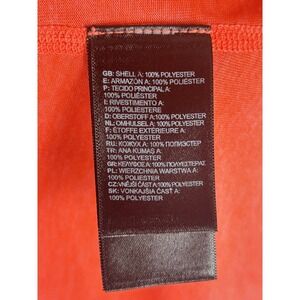 GB: SHELL A: 100% POLYESTER
E: ARMAZON A: 100% POLIÉSTER
P: TECIDO PRINCIPAL A:
100% POLIÉSTER
I: RIVESTIMENTO A:
100% POLIESTERE
D: OBERSTOFF A: 100% POLYESTER
NL: OMHULSEL A: 100% POLYESTER
F: ÉTOFFE EXTÉRIEURE A:
100% POLYESTER
RU: КОЖУХ А: 100% ПОЛИЭСТЕР
TR: ANA KUMAS A:
100% POLYESTER
GR: ΚΕΛΥΦΟΣ Α: 100% ΠΟΛΥΕΣΤΕΡΑΣ
PL: WIERZCHNIA WARSTWA A:
100% POLIESTER
CZ: VNĚJŠÍ ČÁST A: 100% POLYESTER
SK: VONKAJŠIA ČASŤ A:
100% POLYESTER